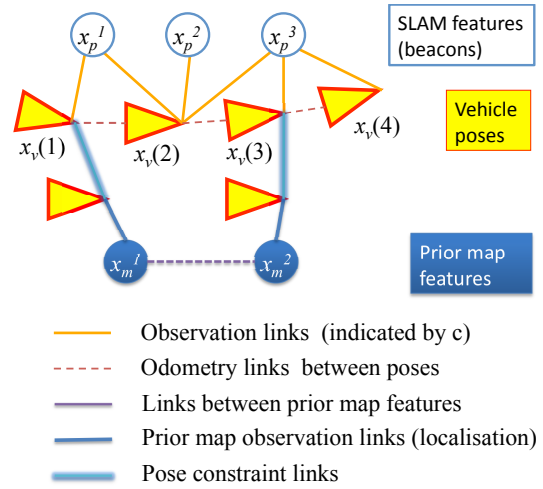 x_p^1 x_p^2 x_p^3
SLAM features
(beacons)
x_v(1) x_v(2) x_v(3) x_v(4)
Vehicle
poses
x_m^1 x_m^2
Prior map
features
Observation links (indicated by c)
Odometry links between poses
Links between prior map features
Prior map observation links (localisation)
Pose constraint links